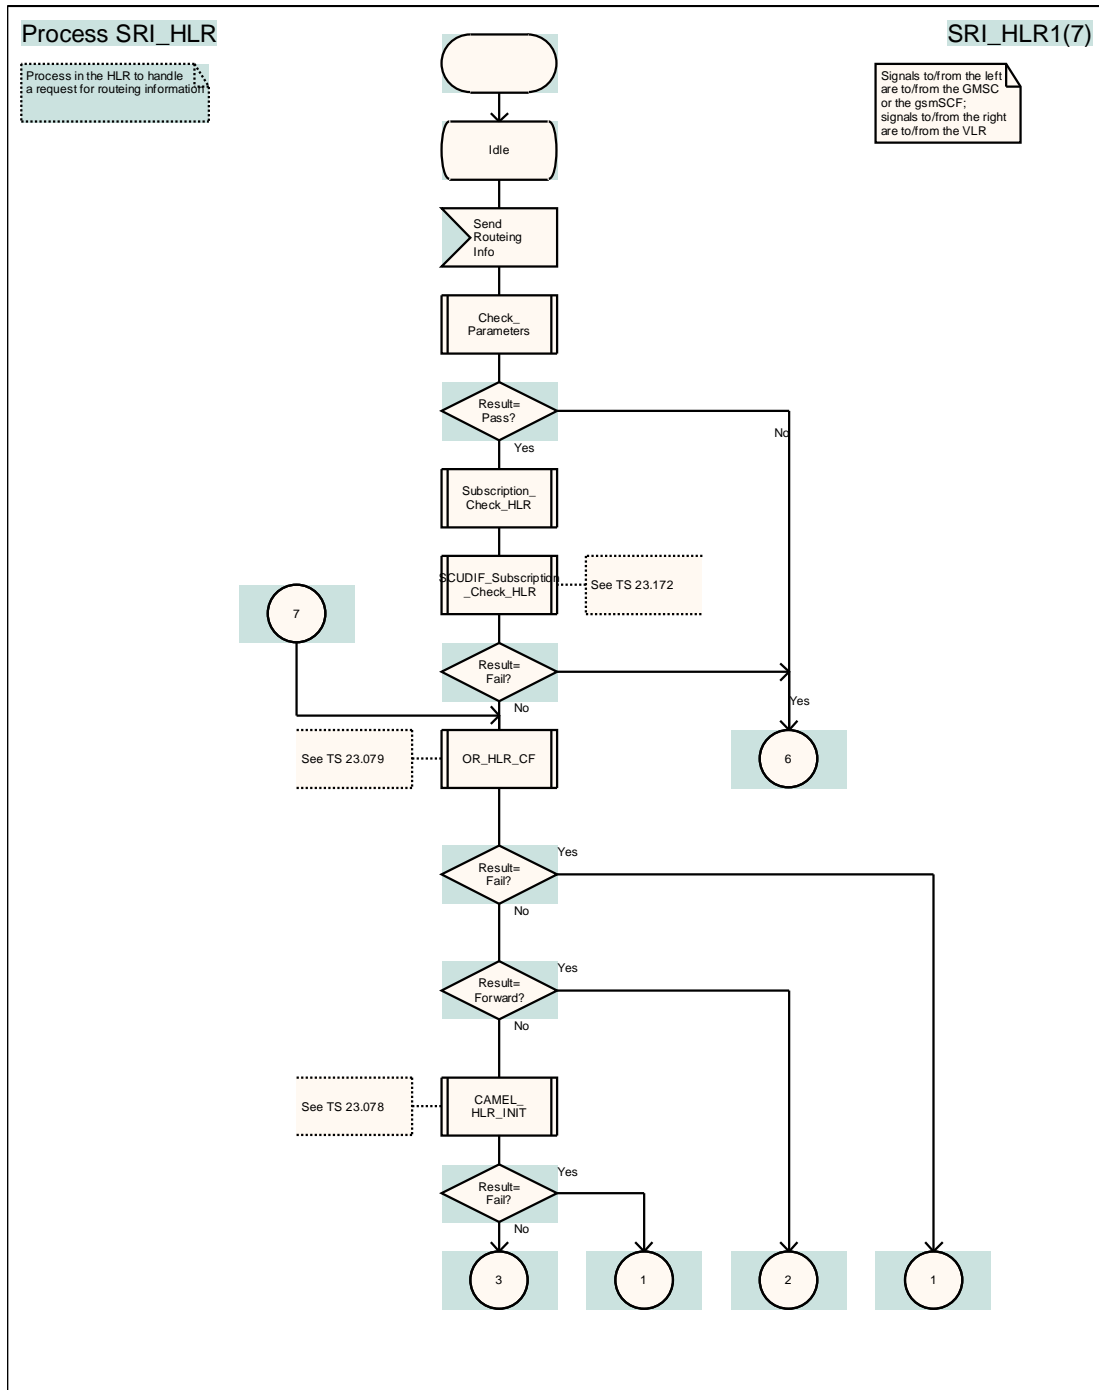 Process SRI_HLR
SRI_HLR1(7)
Process in the HLR to handle
a request for routeing information
Signals to/from the left
are to/from the GMSC
or the gsmSCF;
signals to/from the right
are to/from the VLR
Idle
Send
Routeing
Info
Check_
Parameters
Result=
Pass?
No
Yes
Subscription_
Check_HLR
SCUDIF_Subscription
_Check_HLR
See TS 23.172
7
Result=
Fail?
Yes
No
See TS 23.079
OR_HLR_CF
6
Yes
Result=
Fail?
No
Yes
Result=
Forward?
No
See TS 23.078
CAMEL_
HLR_INIT
Yes
Result=
Fail?
No
3
1
2
1